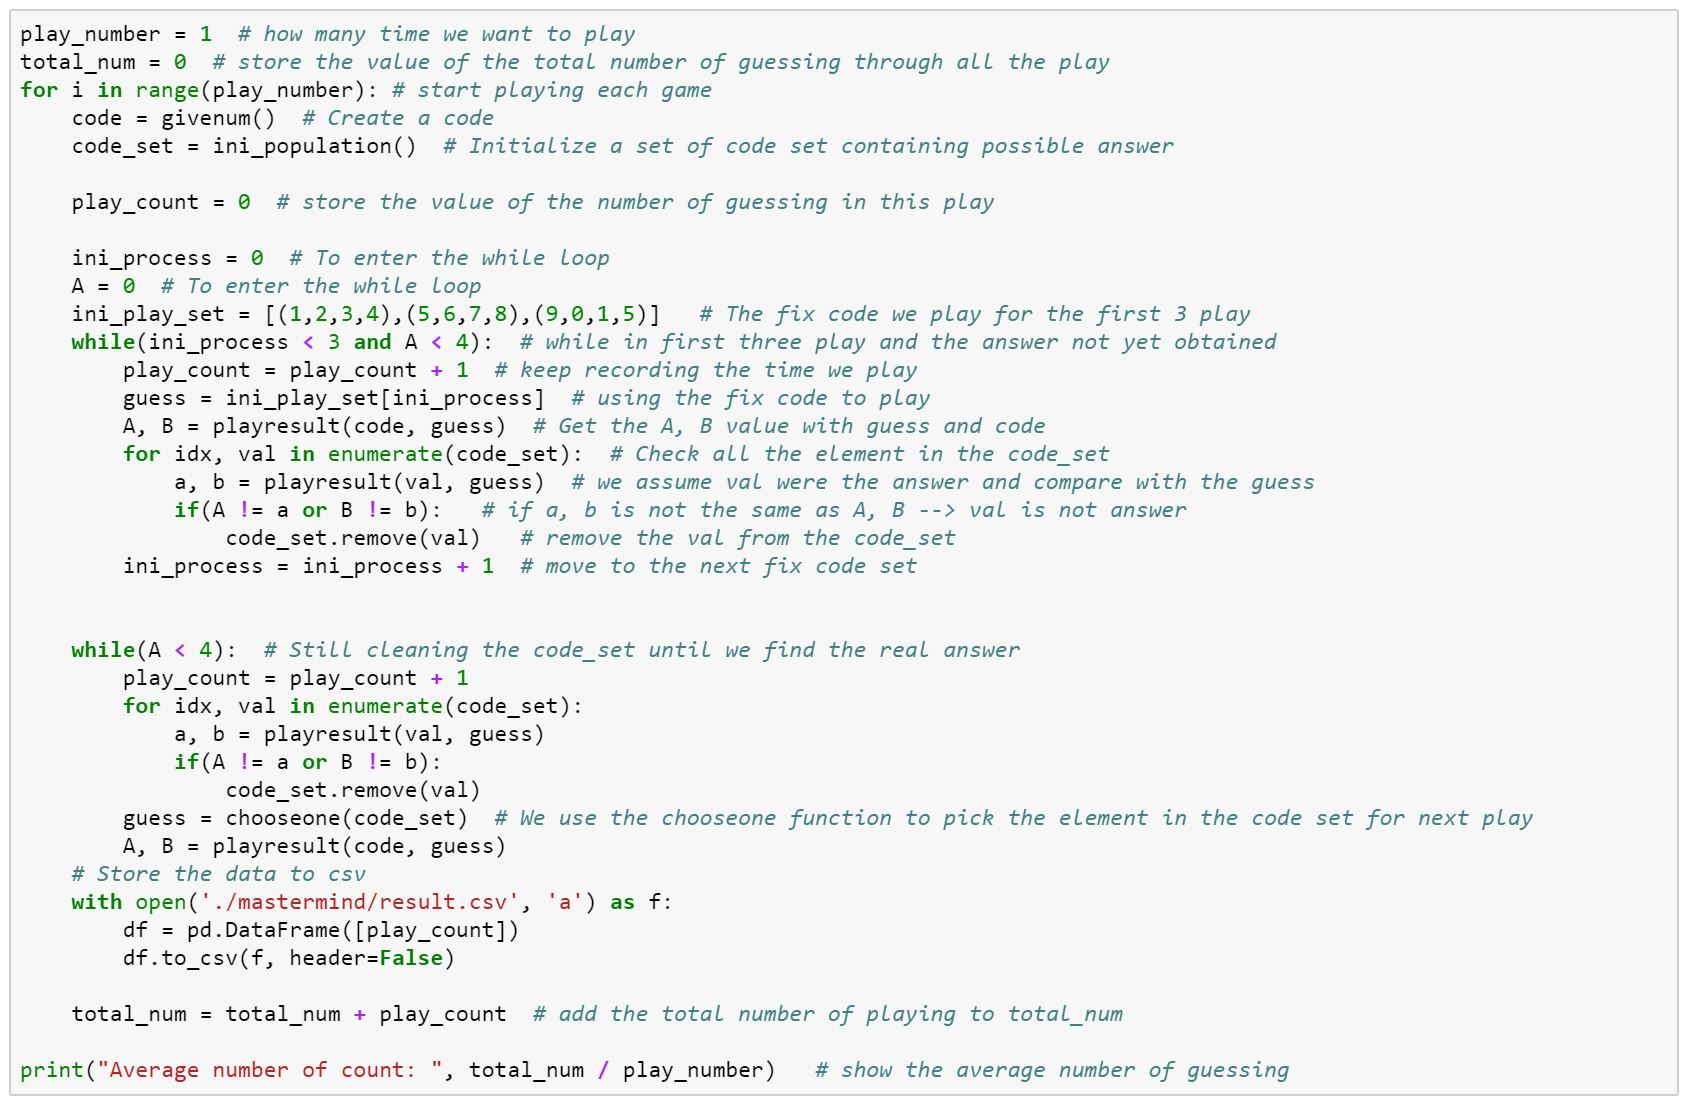 play_number = 1  # how many time we want to play
total_num = 0  # store the value of the total number of guessing through all the play
for i in range(play_number): # start playing each game
    code = givenum()  # Create a code
    code_set = ini_population()  # Initialize a set of code set containing possible answer

    play_count = 0  # store the value of the number of guessing in this play

    ini_process = 0  # To enter the while loop
    A = 0  # To enter the while loop
    ini_play_set = [(1,2,3,4),(5,6,7,8),(9,0,1,5)]   # The fix code we play for the first 3 play
    while(ini_process < 3 and A < 4):  # while in first three play and the answer not yet obtained
        play_count = play_count + 1  # keep recording the time we play
        guess = ini_play_set[ini_process]  # using the fix code to play
        A, B = playresult(code, guess)  # Get the A, B value with guess and code
        for idx, val in enumerate(code_set):  # Check all the element in the code_set
            a, b = playresult(val, guess)  # we assume val were the answer and compare with the guess
            if(A != a or B != b):   # if a, b is not the same as A, B --> val is not answer
                code_set.remove(val)   # remove the val from the code_set
        ini_process = ini_process + 1  # move to the next fix code set


    while(A < 4):  # Still cleaning the code_set until we find the real answer
        play_count = play_count + 1
        for idx, val in enumerate(code_set):
            a, b = playresult(val, guess)
            if(A != a or B != b):
                code_set.remove(val)
        guess = chooseone(code_set)  # We use the chooseone function to pick the element in the code set for next play
        A, B = playresult(code, guess)
    # Store the data to csv
    with open('./mastermind/result.csv', 'a') as f:
        df = pd.DataFrame([play_count])
        df.to_csv(f, header=False)

    total_num = total_num + play_count  # add the total number of playing to total_num

print("Average number of count: ", total_num / play_number)   # show the average number of guessing